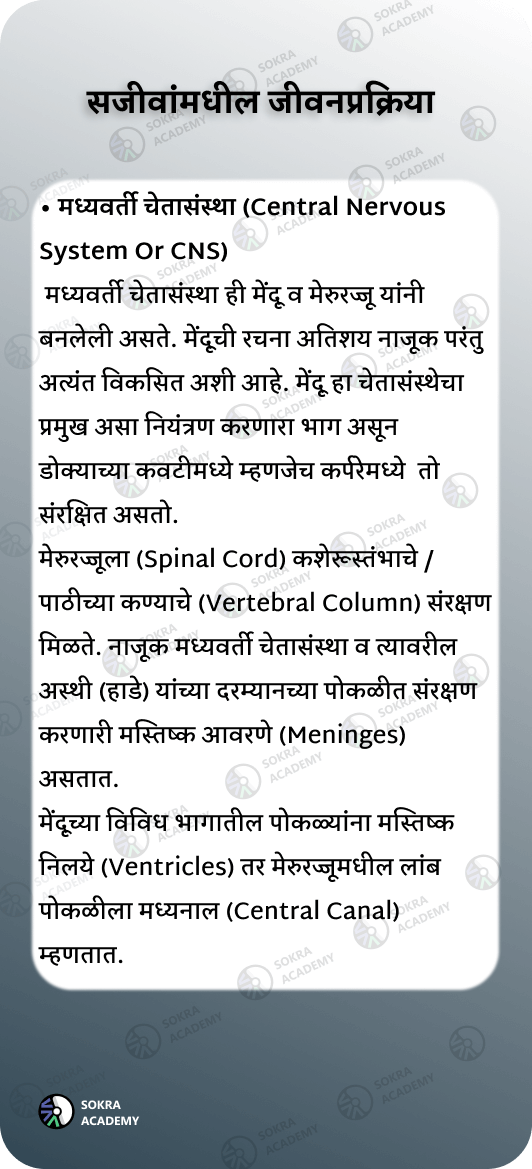 सजीवांमधील जीवनप्रक्रिया
• मध्यवर्ती चेतासंस्था (Central Nervous
System Or CNS)
मध्यवर्ती चेतासंस्था ही मेंदू व मेरुरज्जू यांनी
बनलेली असते. मेंदूची रचना अतिशय नाजूक परंतु
अत्यंत विकसित अशी आहे. मेंदू हा चेतासंस्थेचा
प्रमुख असा नियंत्रण करणारा भाग असून
डोक्याच्या कवटीमध्ये म्हणजेच कर्परेमध्ये तो
संरक्षित असतो.
मेरुरज्जूला (Spinal Cord) कशेरूस्तंभाचे /
पाठीच्या कण्याचे (Vertebral Column) संरक्षण
मिळते. नाजूक मध्यवर्ती चेतासंस्था व त्यावरील
अस्थी (हाडे) यांच्या दरम्यानच्या पोकळीत संरक्षण
करणारी मस्तिष्क आवरणे (Meninges)
असतात.
मेंदूच्या विविध भागातील पोकळ्यांना मस्तिष्क
निलये (Ventricles) तर मेरुरज्जूमधील लांब
पोकळीला मध्यनाल (Central Canal)
म्हणतात.
SOKRA
ACADEMY